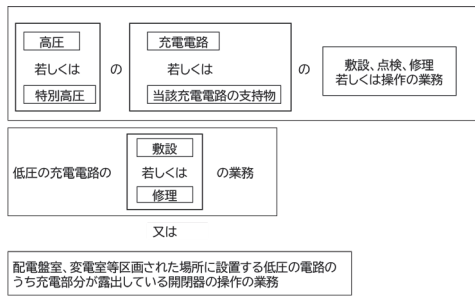 高圧
若しくは
特別高圧
の
充電電路
若しくは
当該充電電路の支持物
の
敷設、点検、修理
若しくは操作の業務
低圧の充電電路の
敷設
若しくは
修理
の業務
又は
配電盤室、変電室等区画された場所に設置する低圧の電路の
うち充電部分が露出している開閉器の操作の業務